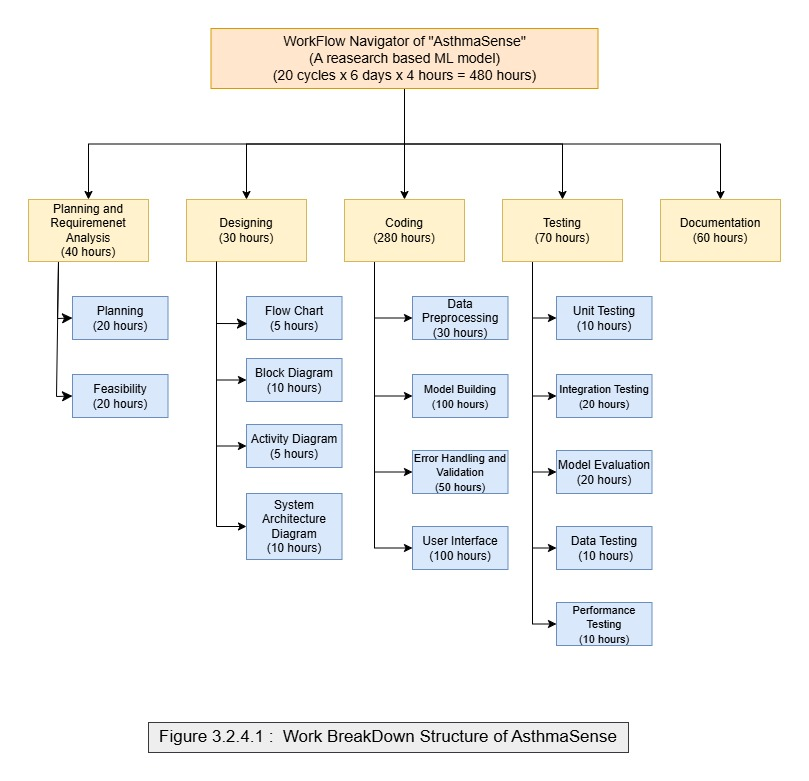 WorkFlow Navigator of "AsthmaSense"
(A reasearch based ML model)
(20 cycles x 6 days x 4 hours = 480 hours)
Planning and
Requiremenet
Analysis
(40 hours)
Designing
(30 hours)
Coding
(280 hours)
Testing
(70 hours)
Documentation
(60 hours)
Planning
(20 hours)
Feasibility
(20 hours)
Flow Chart
(5 hours)
Block Diagram
(10 hours)
Activity Diagram
(5 hours)
System
Architecture
Diagram
(10 hours)
Data
Preprocessing
(30 hours)
Model Building
(100 hours)
Error Handling and
Validation
(50 hours)
User Interface
(100 hours)
Unit Testing
(10 hours)
Integration Testing
(20 hours)
Model Evaluation
(20 hours)
Data Testing
(10 hours)
Performance
Testing
(10 hours)
Figure 3.2.4.1 : Work BreakDown Structure of AsthmaSense